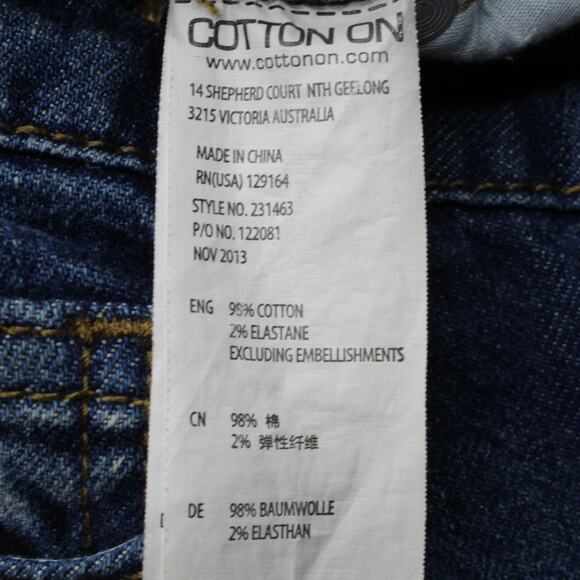 COTTON ON
www.cottonon.com
14 SHEPHERD COURT NTH GEELONG
3215 VICTORIA AUSTRALIA
MADE IN CHINA
RN(USA) 129164
STYLE NO. 231463
P/O NO. 122081
NOV 2013
ENG 98% COTTON
2% ELASTANE
EXCLUDING EMBELLISHMENTS
CN 98% 棉
2% 弹性纤维
DE 98% BAUMWOLLE
2% ELASTHAN